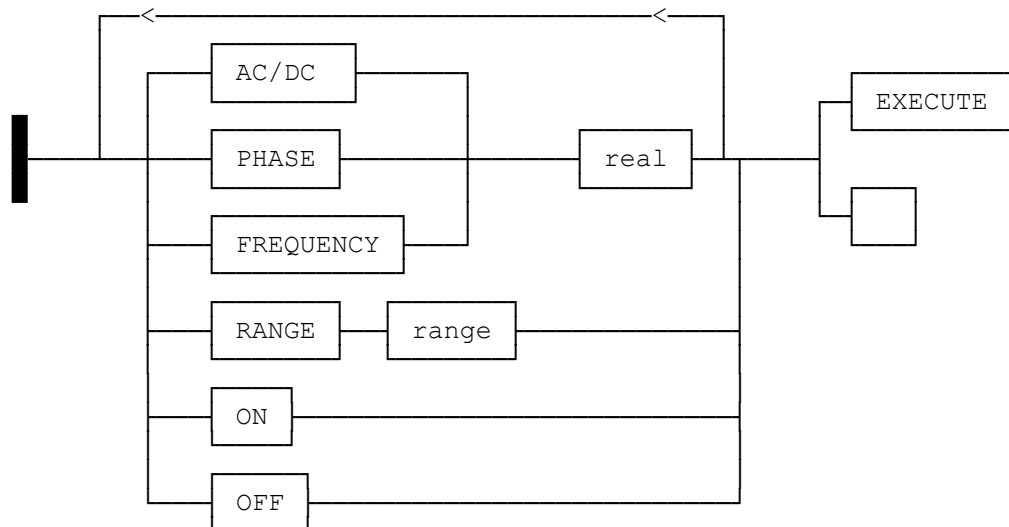 AC/DC
EXECUTE
PHASE
real
FREQUENCY
RANGE
range
ON
OFF